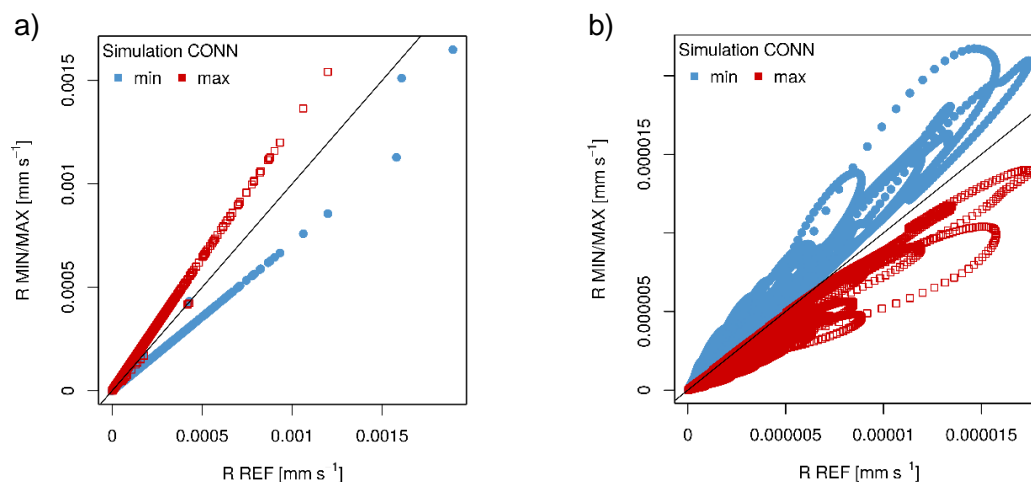 a)
Simulation CONN
min max
R MIN/MAX [mm s⁻¹]
0.0015
0.001
0.0005
0
0 0.0005 0.001 0.0015
R REF [mm s⁻¹]
b)
Simulation CONN
min max
R MIN/MAX [mm s⁻¹]
0.000015
0.000005
0
0 0.000005 0.00001 0.000015
R REF [mm s⁻¹]